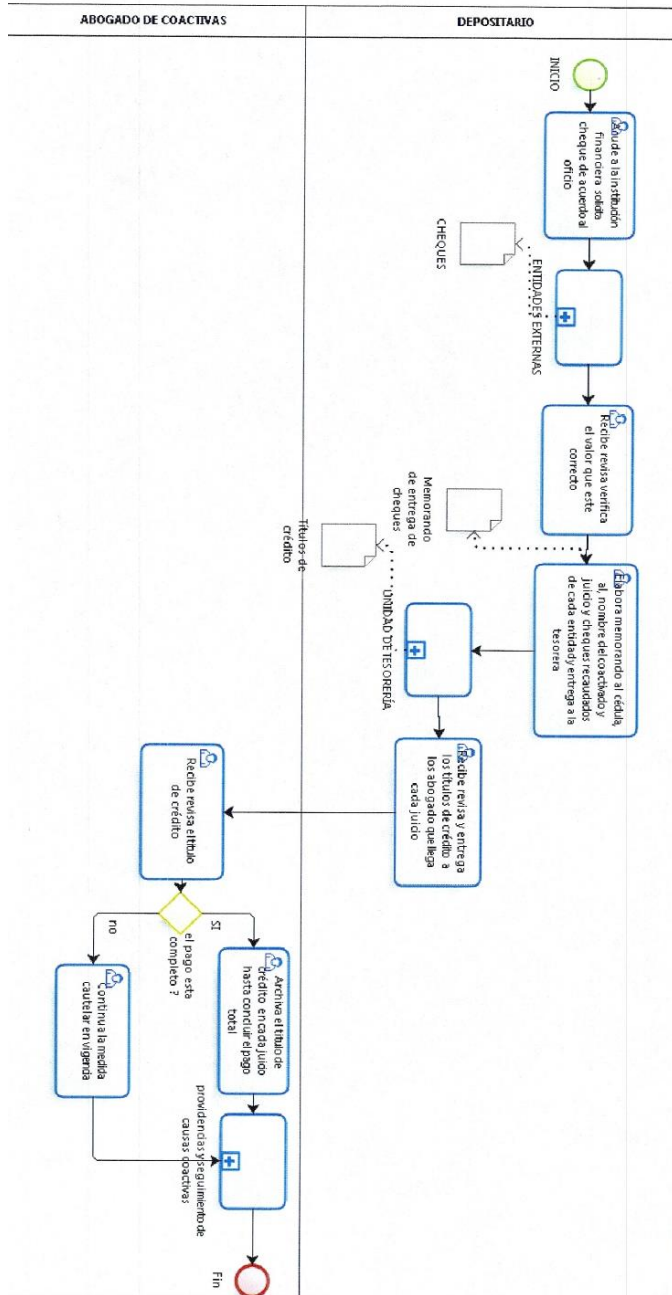 ABOGADO DE COACTIVAS
DEPOSITARIO
INICIO
Acude a la institución
financiera solicita
cheque de acuerdo al
oficio
CHEQUES
ENTIDADES EXTERNAS
Recibe revisa verifica
el valor que este
correcto
Memorando
de entrega de
cheques
Elabora memorando al cédula,
al, nombre del coactivado y
juicio y cheques recaudados
de cada entidad y entrega a la
tesorera
Títulos de
crédito
UNIDAD DE TESORERÍA
Recibe revisa y entrega
los títulos de crédito a
los abogado que llega
cada juicio
Recibe revisa el título
de crédito
el pago esta
completo ?
SI
no
Archiva el título de
crédito en cada juicio
hasta concluir el pago
total
Continua la medida
cautelar en vigencia
providencias y seguimiento de
causas coactivas
Fin